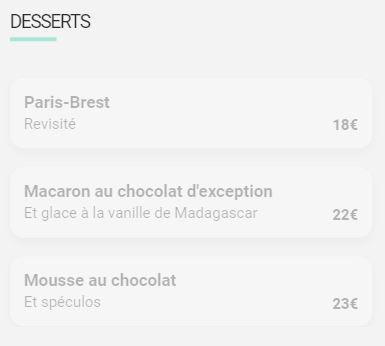 DESSERTS
Paris-Brest
Revisité
18€
Macaron au chocolat d'exception
Et glace à la vanille de Madagascar
22€
Mousse au chocolat
Et spéculos
23€